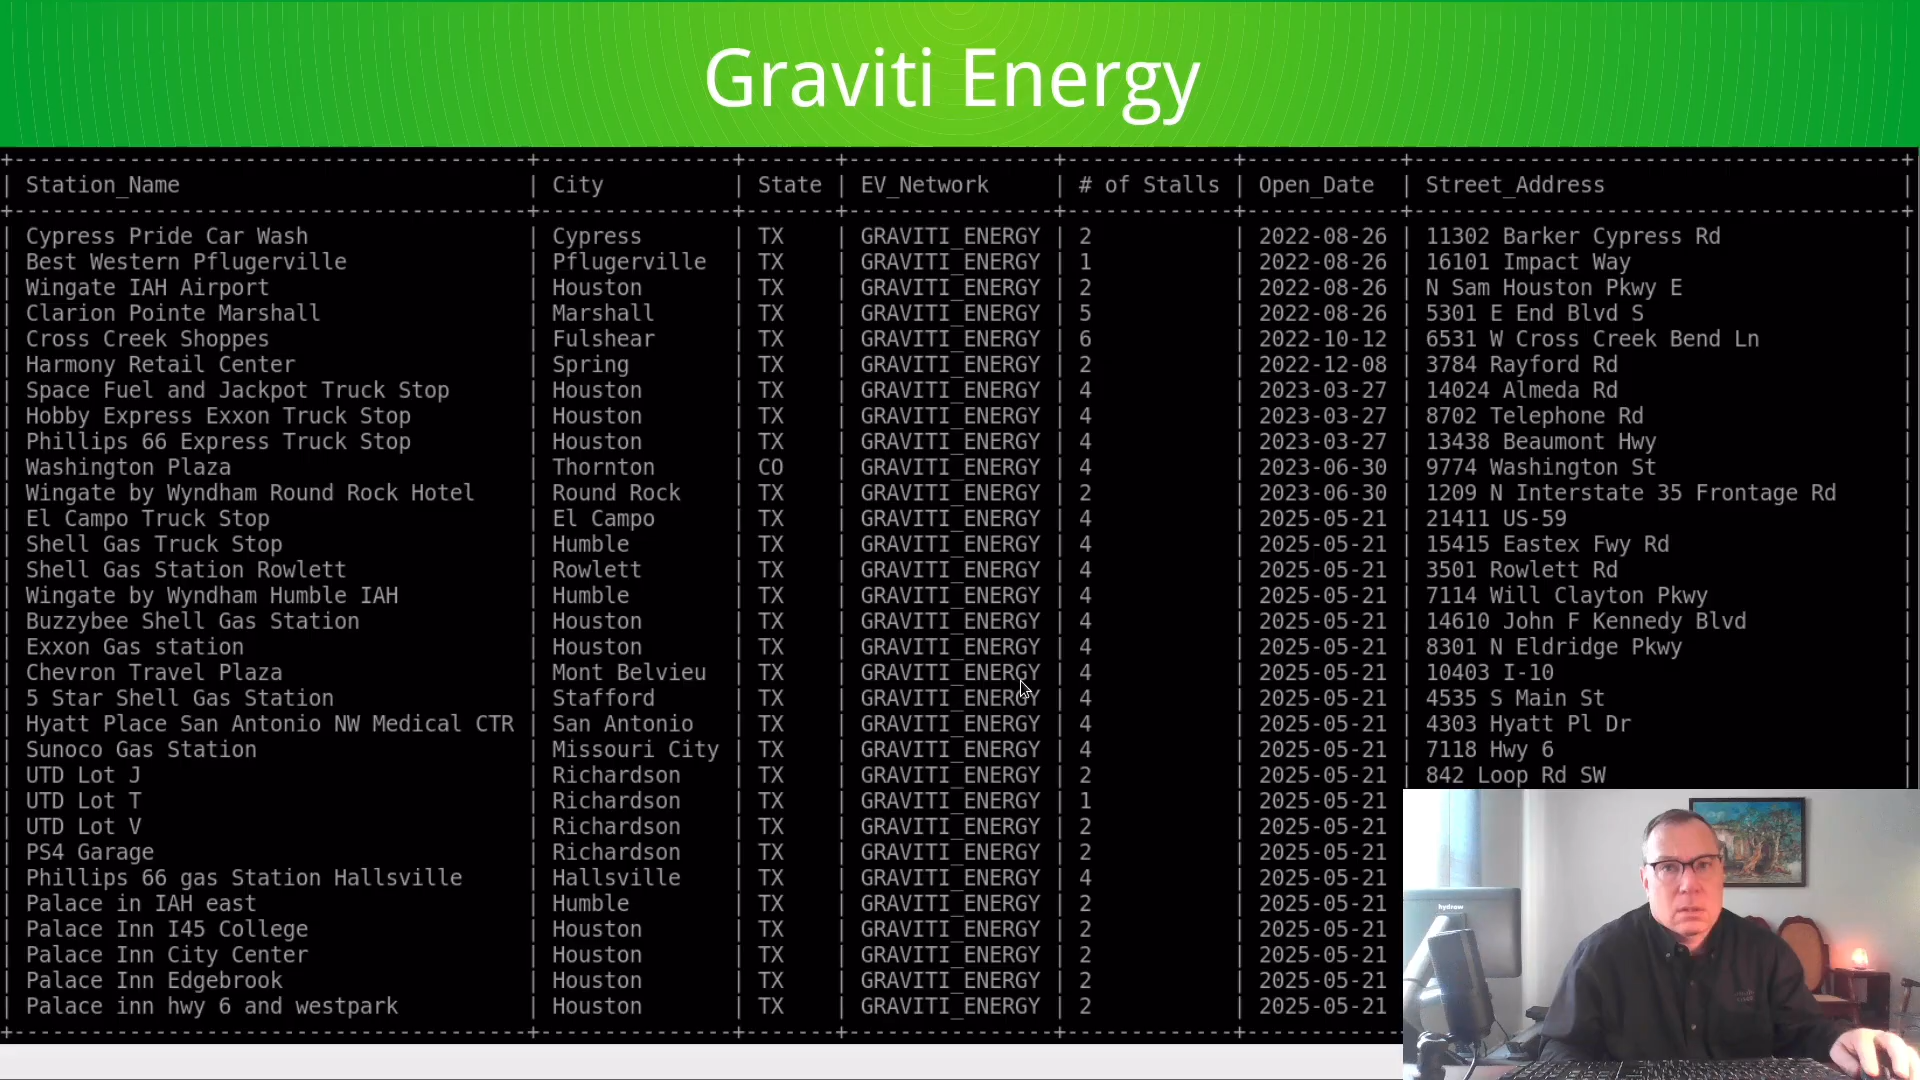 Graviti Energy
| Station_Name | City | State | EV_Network | # of Stalls | Open_Date | Street_Address |
| Cypress Pride Car Wash | Cypress | TX | GRAVITI_ENERGY | 2 | 2022-08-26 | 11302 Barker Cypress Rd |
| Best Western Pflugerville | Pflugerville | TX | GRAVITI_ENERGY | 1 | 2022-08-26 | 16101 Impact Way |
| Wingate IAH Airport | Houston | TX | GRAVITI_ENERGY | 2 | 2022-08-26 | N Sam Houston Pkwy E |
| Clarion Pointe Marshall | Marshall | TX | GRAVITI_ENERGY | 5 | 2022-08-26 | 5301 E End Blvd S |
| Cross Creek Shoppes | Fulshear | TX | GRAVITI_ENERGY | 6 | 2022-10-12 | 6531 W Cross Creek Bend Ln |
| Harmony Retail Center | Spring | TX | GRAVITI_ENERGY | 2 | 2022-12-08 | 3784 Rayford Rd |
| Space Fuel and Jackpot Truck Stop | Houston | TX | GRAVITI_ENERGY | 4 | 2023-03-27 | 14024 Almeda Rd |
| Hobby Express Exxon Truck Stop | Houston | TX | GRAVITI_ENERGY | 4 | 2023-03-27 | 8702 Telephone Rd |
| Phillips 66 Express Truck Stop | Houston | TX | GRAVITI_ENERGY | 4 | 2023-03-27 | 13438 Beaumont Hwy |
| Washington Plaza | Thornton | CO | GRAVITI_ENERGY | 4 | 2023-06-30 | 9774 Washington St |
| Wingate by Wyndham Round Rock Hotel | Round Rock | TX | GRAVITI_ENERGY | 2 | 2023-06-30 | 1209 N Interstate 35 Frontage Rd |
| El Campo Truck Stop | El Campo | TX | GRAVITI_ENERGY | 4 | 2025-05-21 | 21411 US-59 |
| Shell Gas Truck Stop | Humble | TX | GRAVITI_ENERGY | 4 | 2025-05-21 | 15415 Eastex Fwy Rd |
| Shell Gas Station Rowlett | Rowlett | TX | GRAVITI_ENERGY | 4 | 2025-05-21 | 3501 Rowlett Rd |
| Wingate by Wyndham Humble IAH | Humble | TX | GRAVITI_ENERGY | 4 | 2025-05-21 | 7114 Will Clayton Pkwy |
| Buzzybee Shell Gas Station | Houston | TX | GRAVITI_ENERGY | 4 | 2025-05-21 | 14610 John F Kennedy Blvd |
| Exxon Gas station | Houston | TX | GRAVITI_ENERGY | 4 | 2025-05-21 | 8301 N Eldridge Pkwy |
| Chevron Travel Plaza | Mont Belvieu | TX | GRAVITI_ENERGY | 4 | 2025-05-21 | 10403 I-10 |
| 5 Star Shell Gas Station | Stafford | TX | GRAVITI_ENERGY | 4 | 2025-05-21 | 4535 S Main St |
| Hyatt Place San Antonio NW Medical CTR | San Antonio | TX | GRAVITI_ENERGY | 4 | 2025-05-21 | 4303 Hyatt Pl Dr |
| Sunoco Gas Station | Missouri City | TX | GRAVITI_ENERGY | 4 | 2025-05-21 | 7118 Hwy 6 |
| UTD Lot J | Richardson | TX | GRAVITI_ENERGY | 2 | 2025-05-21 | 842 Loop Rd SW |
| UTD Lot T | Richardson | TX | GRAVITI_ENERGY | 1 | 2025-05-21
| UTD Lot V | Richardson | TX | GRAVITI_ENERGY | 2 | 2025-05-21
| PS4 Garage | Richardson | TX | GRAVITI_ENERGY | 2 | 2025-05-21
| Phillips 66 gas Station Hallsville | Hallsville | TX | GRAVITI_ENERGY | 4 | 2025-05-21
| Palace in IAH east | Humble | TX | GRAVITI_ENERGY | 2 | 2025-05-21
| Palace Inn I45 College | Houston | TX | GRAVITI_ENERGY | 2 | 2025-05-21
| Palace Inn City Center | Houston | TX | GRAVITI_ENERGY | 2 | 2025-05-21
| Palace Inn Edgebrook | Houston | TX | GRAVITI_ENERGY | 2 | 2025-05-21
| Palace inn hwy 6 and westpark | Houston | TX | GRAVITI_ENERGY | 2 | 2025-05-21
hydrow